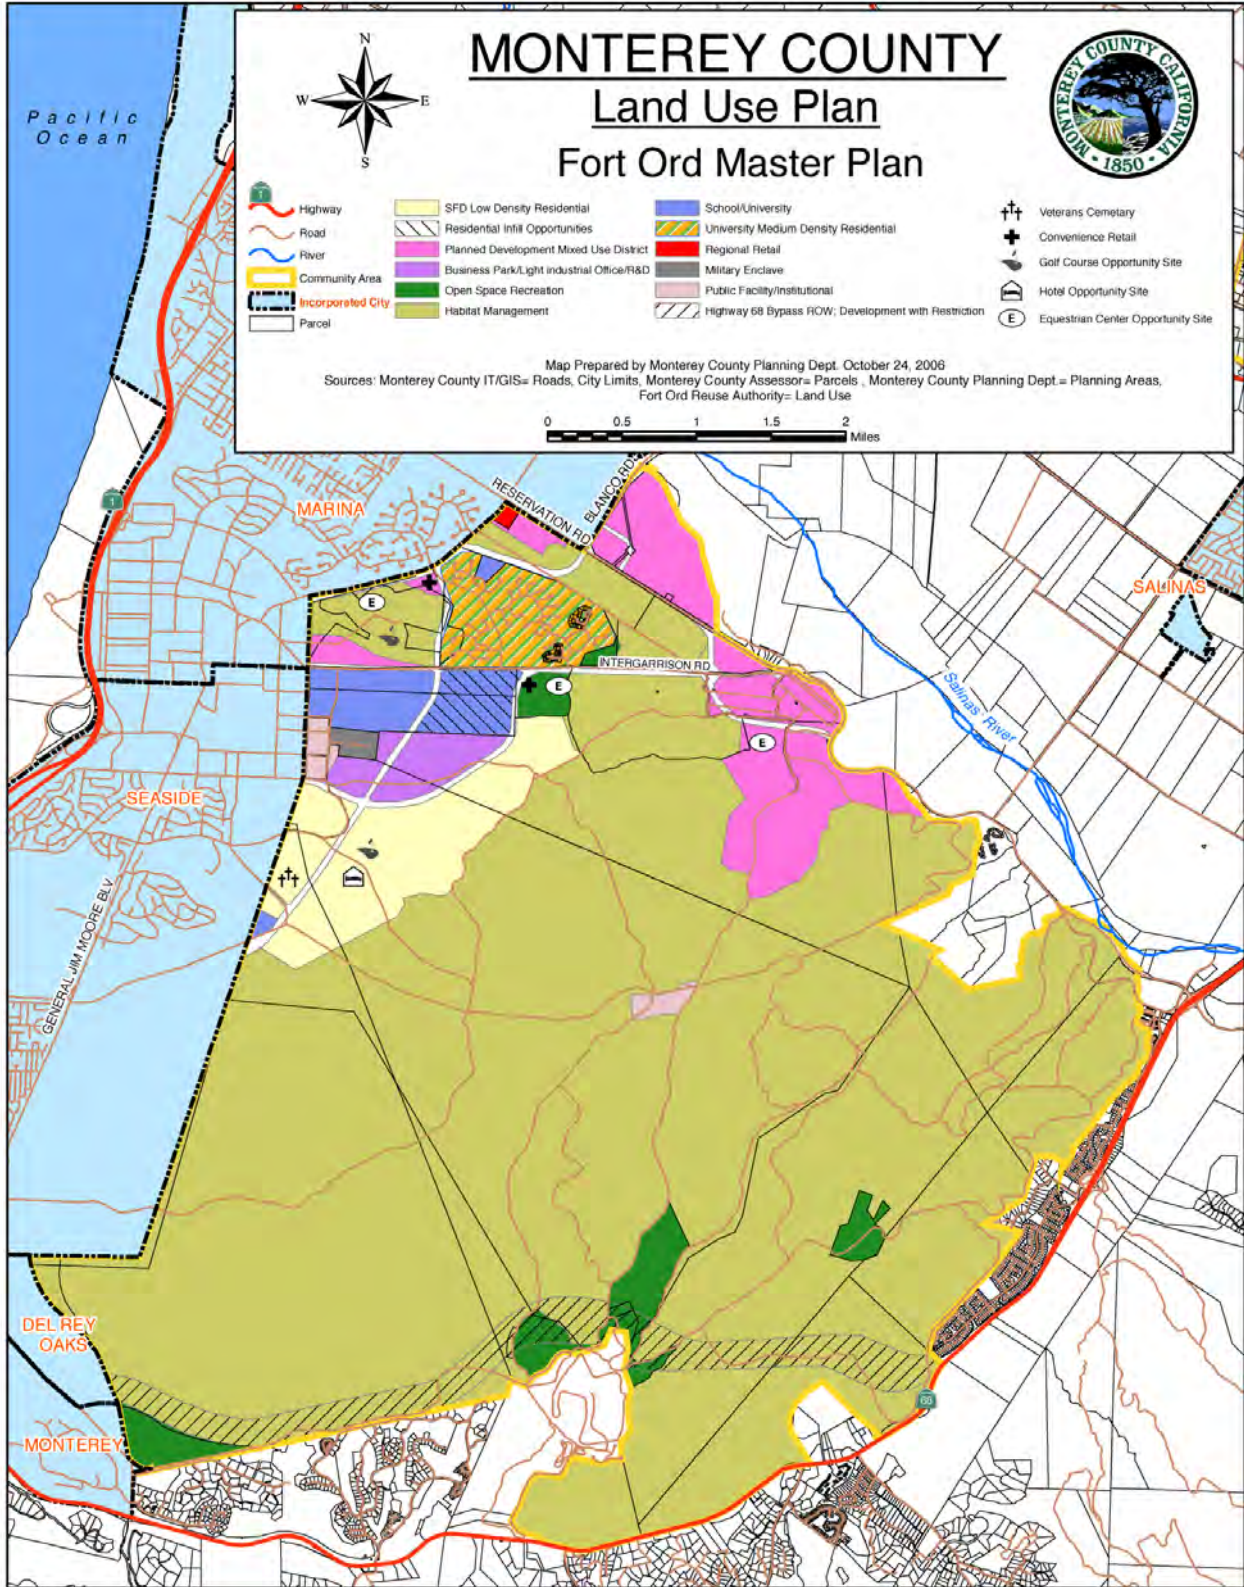 MONTEREY COUNTY
Land Use Plan
Fort Ord Master Plan
N
W
E
S
MONTEREY COUNTY CALIFORNIA
• 1850 •
Pacific
Ocean
1
Highway
Road
River
Community Area
Incorporated City
Parcel
SFD Low Density Residential
Residential Infill Opportunities
Planned Development Mixed Use District
Business Park/Light industrial Office/R&D
Open Space Recreation
Habitat Management
School/University
University Medium Density Residential
Regional Retail
Military Enclave
Public Facility/Institutional
Highway 68 Bypass ROW; Development with Restriction
Veterans Cemetary
Convenience Retail
Golf Course Opportunity Site
Hotel Opportunity Site
E
Equestrian Center Opportunity Site
Map Prepared by Monterey County Planning Dept. October 24, 2006
Sources: Monterey County IT/GIS= Roads, City Limits, Monterey County Assessor= Parcels , Monterey County Planning Dept.= Planning Areas,
Fort Ord Reuse Authority= Land Use
0 0.5 1 1.5 2
Miles
1
MARINA
RESERVATION RD
BLANCO RD
SALINAS
E
INTERGARRISON RD
E
Salinas River
E
SEASIDE
GENERAL JIM MOORE BLV
DEL REY
OAKS
MONTEREY
68